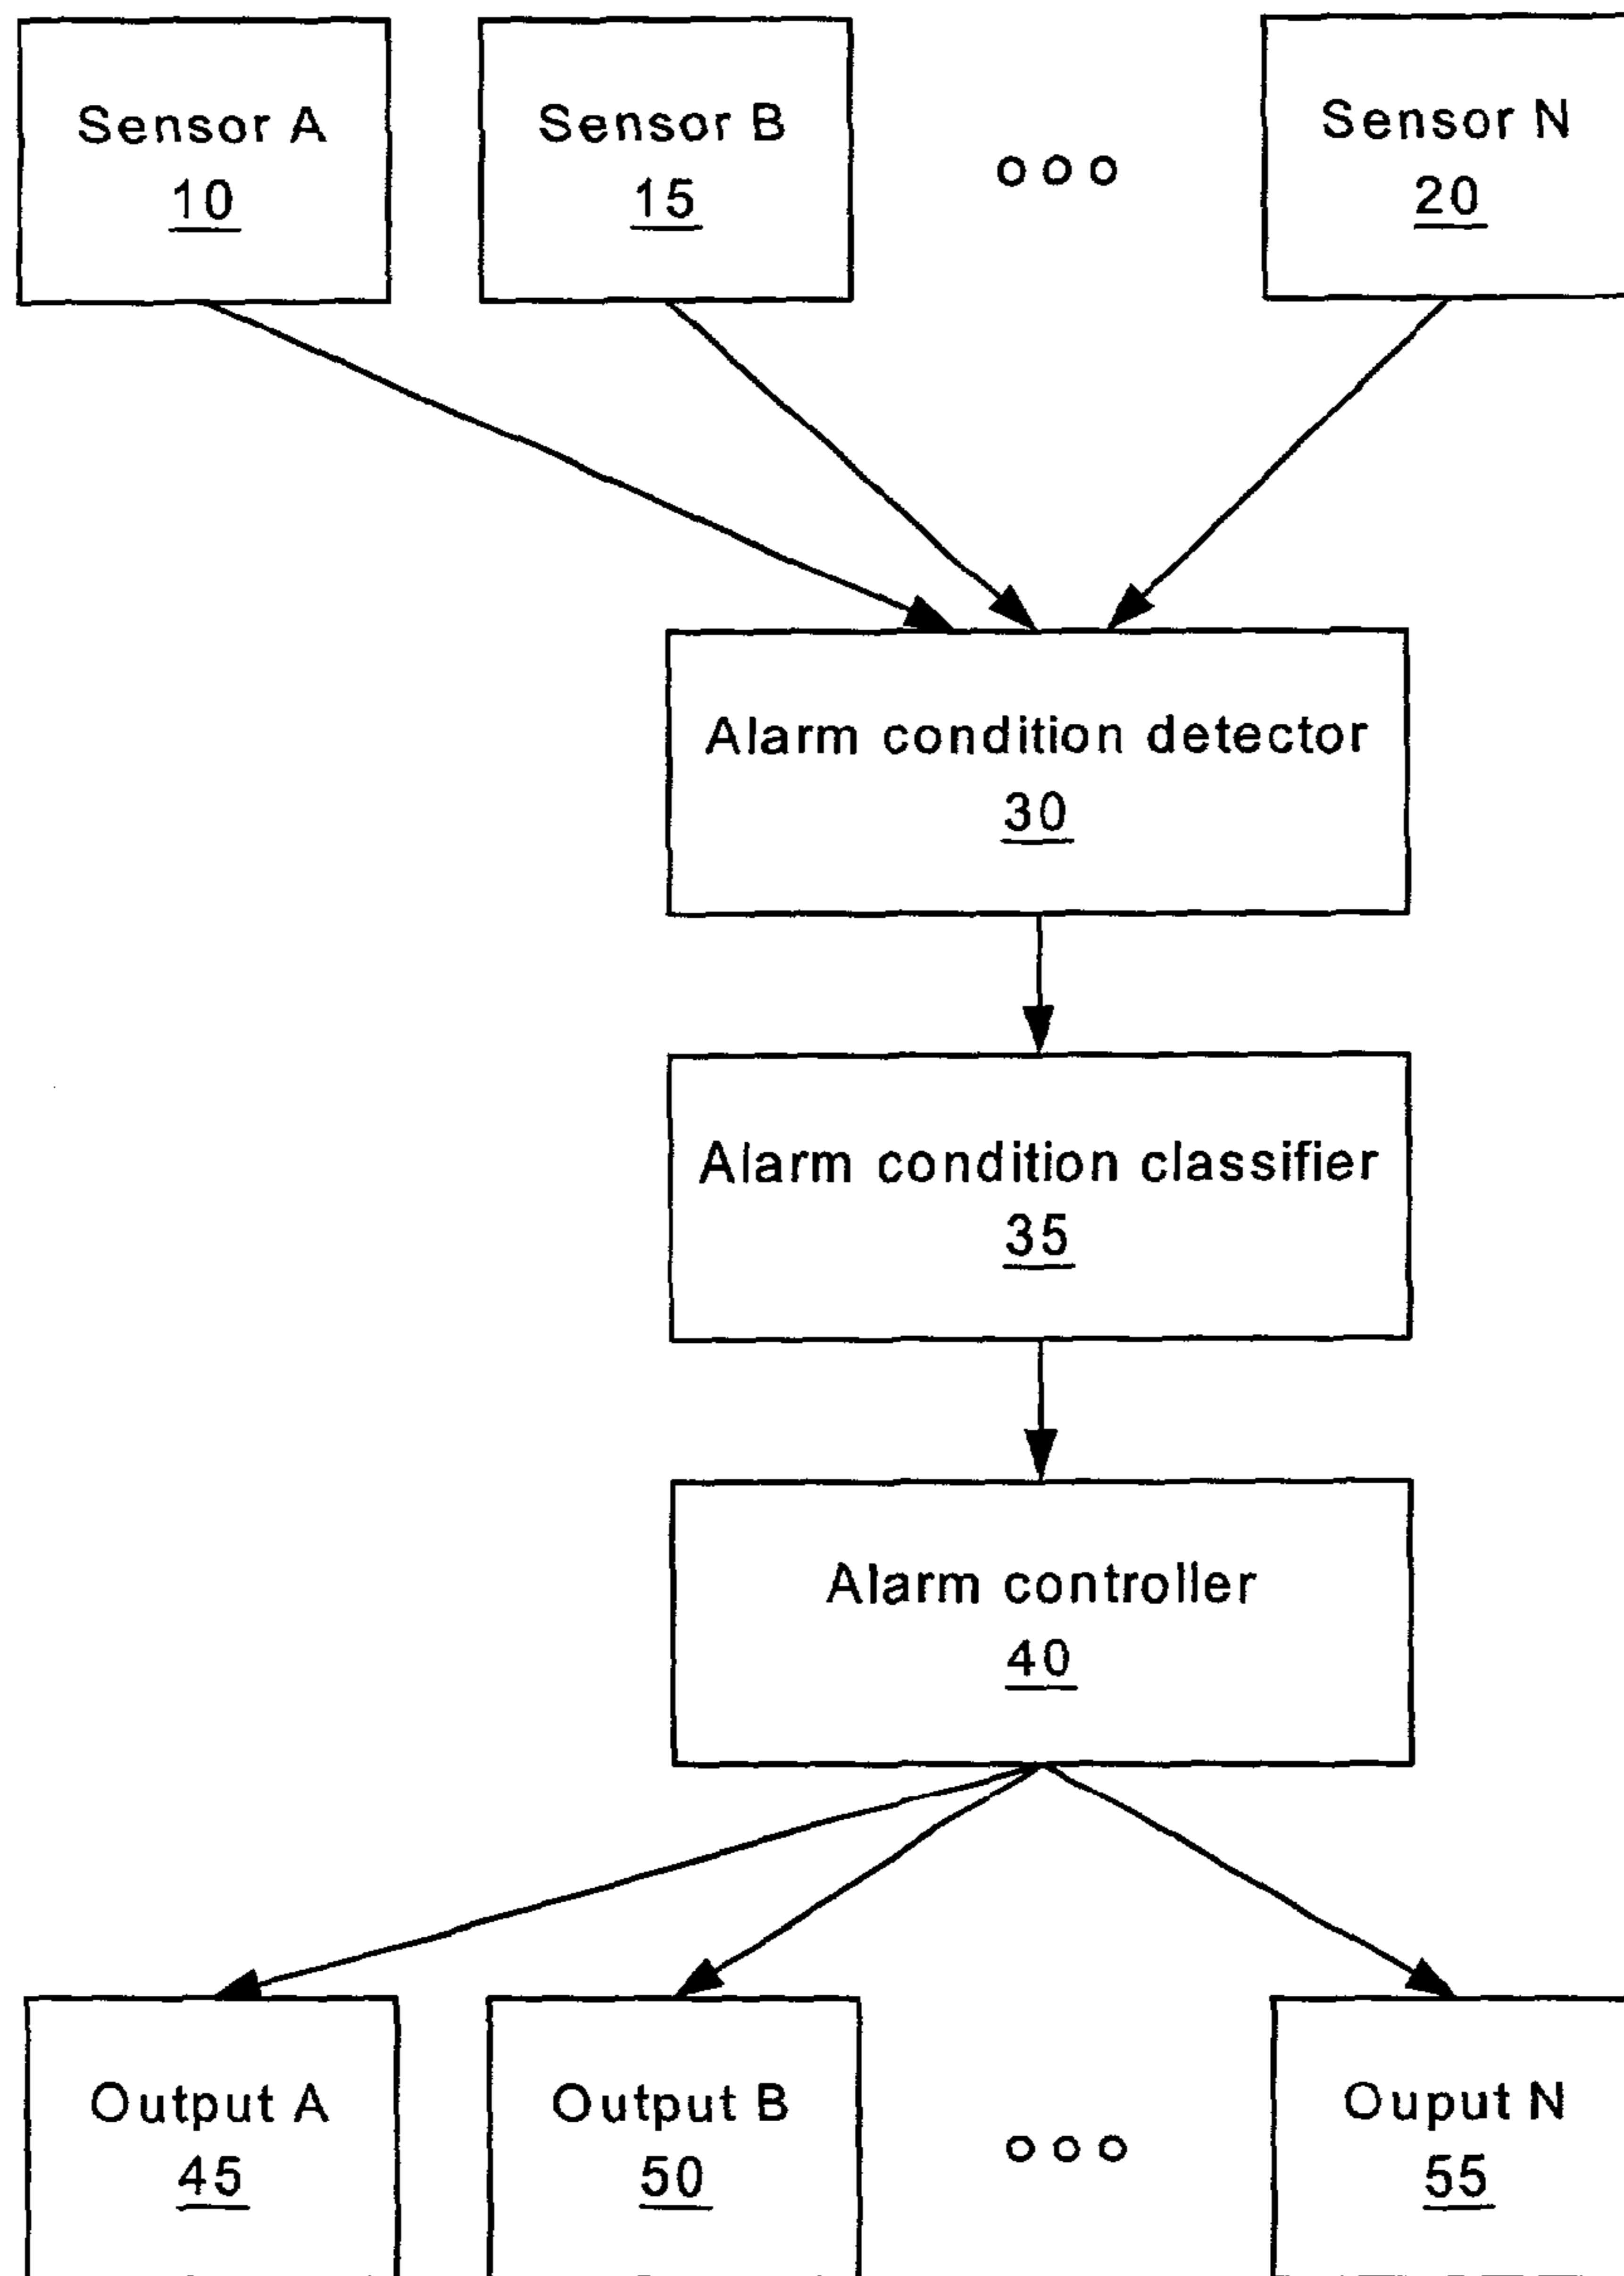 Sensor A
10
Sensor B
15
Sensor N
20
Alarm condition detector
30
Alarm condition classifier
35
Alarm controller
40
Output A
45
Output B
50
Ouput N
55